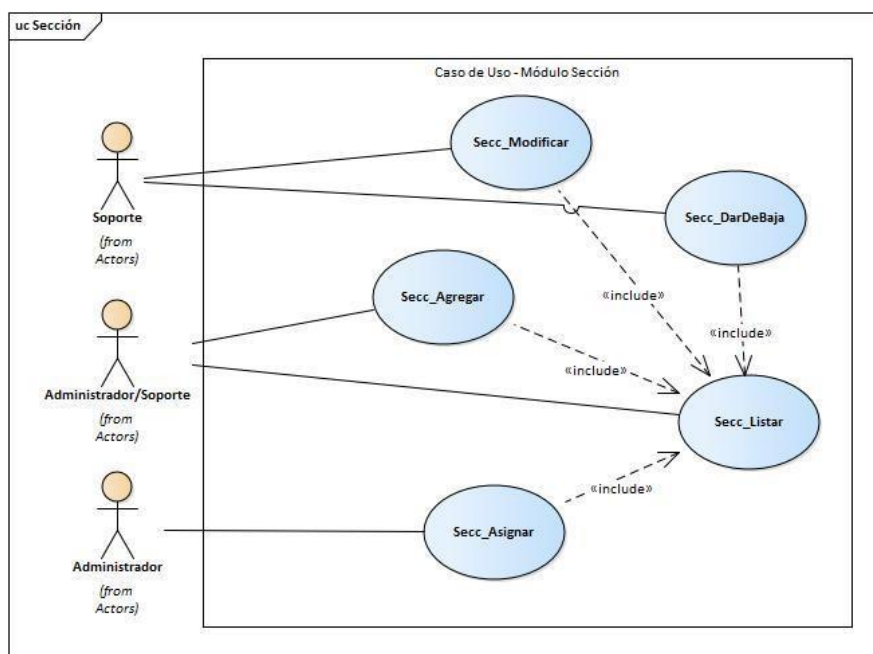 uc Sección
Caso de Uso - Módulo Sección
Secc_Modificar
Soporte
(from
Actors)
Secc_DarDeBaja
Secc_Agregar
«include»
«include»
«include»
Administrador/Soporte
(from
Actors)
Secc_Listar
«include»
Secc_Asignar
Administrador
(from
Actors)